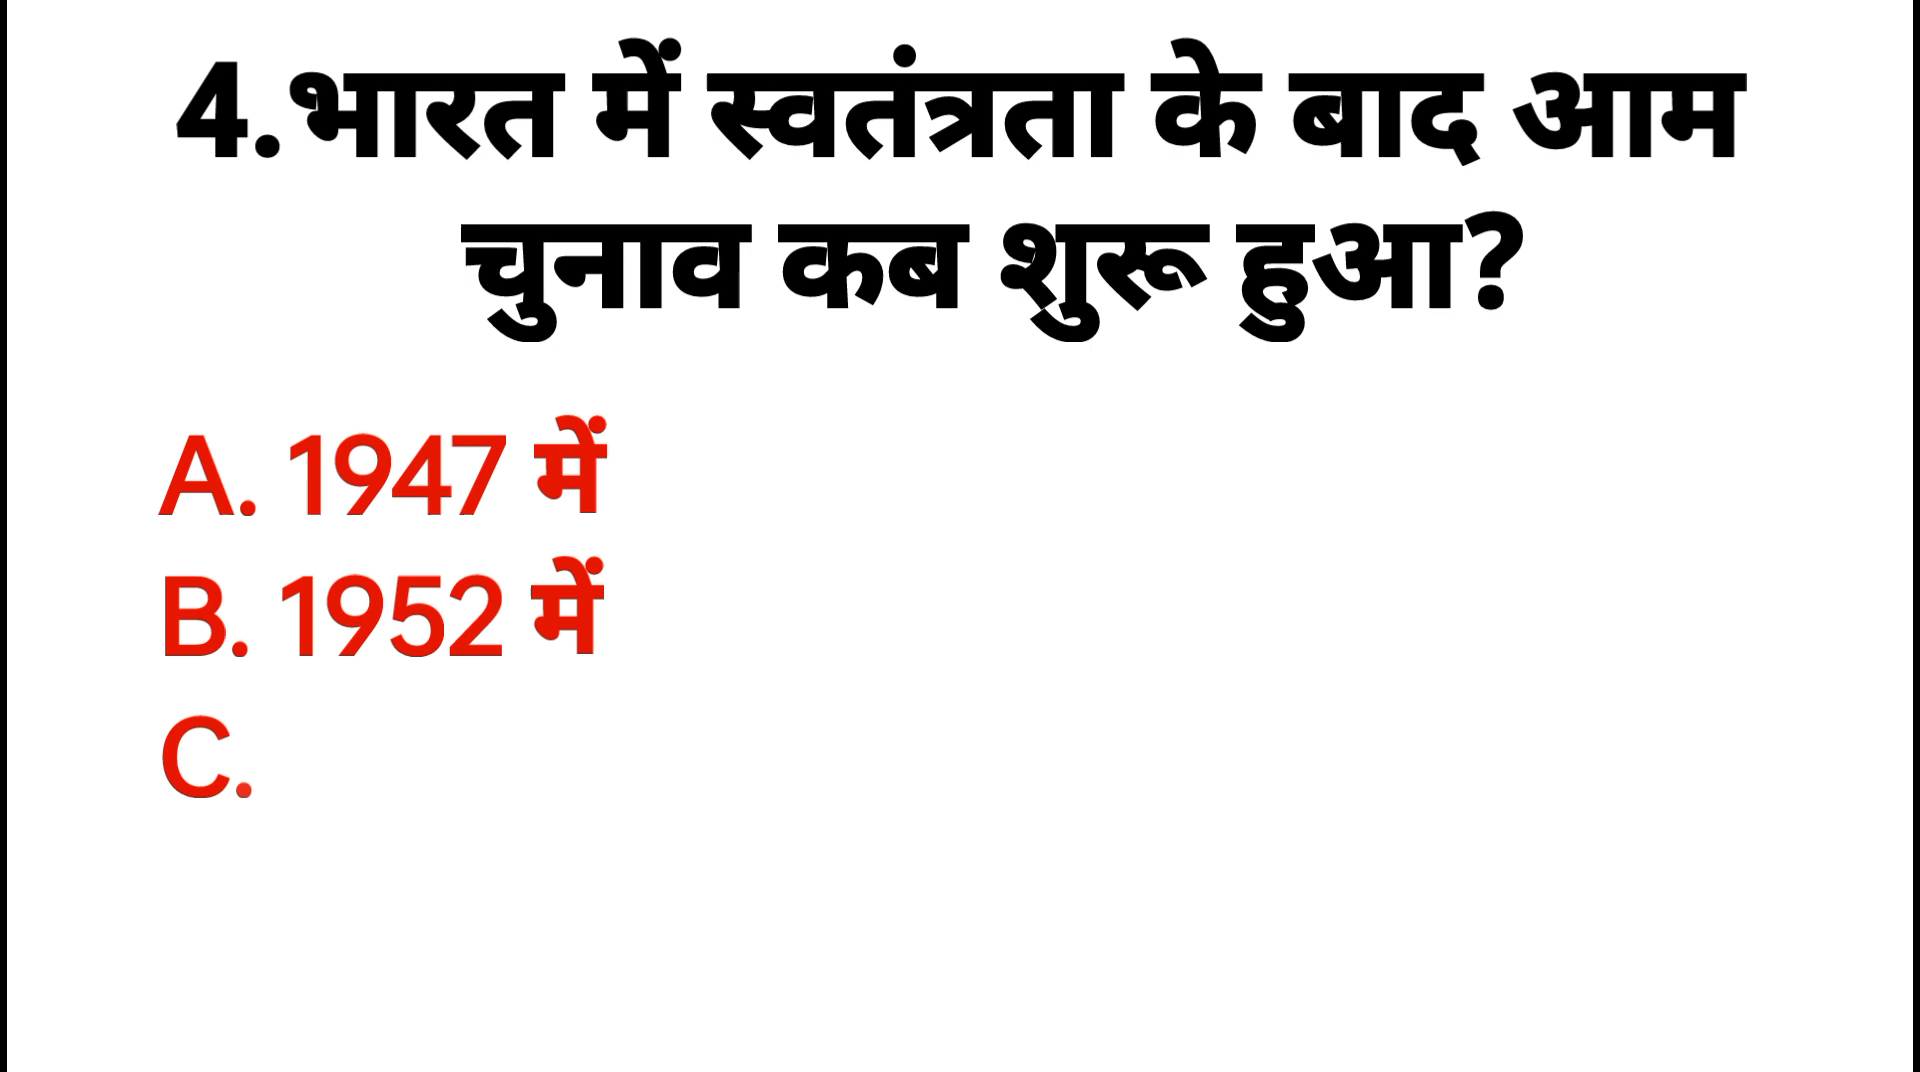 4.भारत में स्वतंत्रता के बाद आम
चुनाव कब शुरू हुआ?
A. 1947 में
B. 1952 में
C.